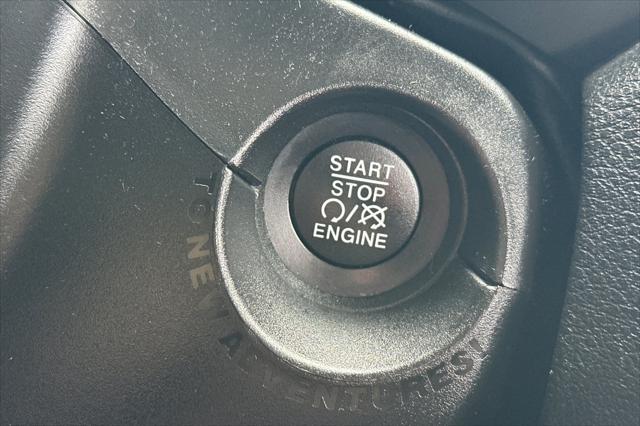 START
STOP
ENGINE
TO NEW ADVENTURES!